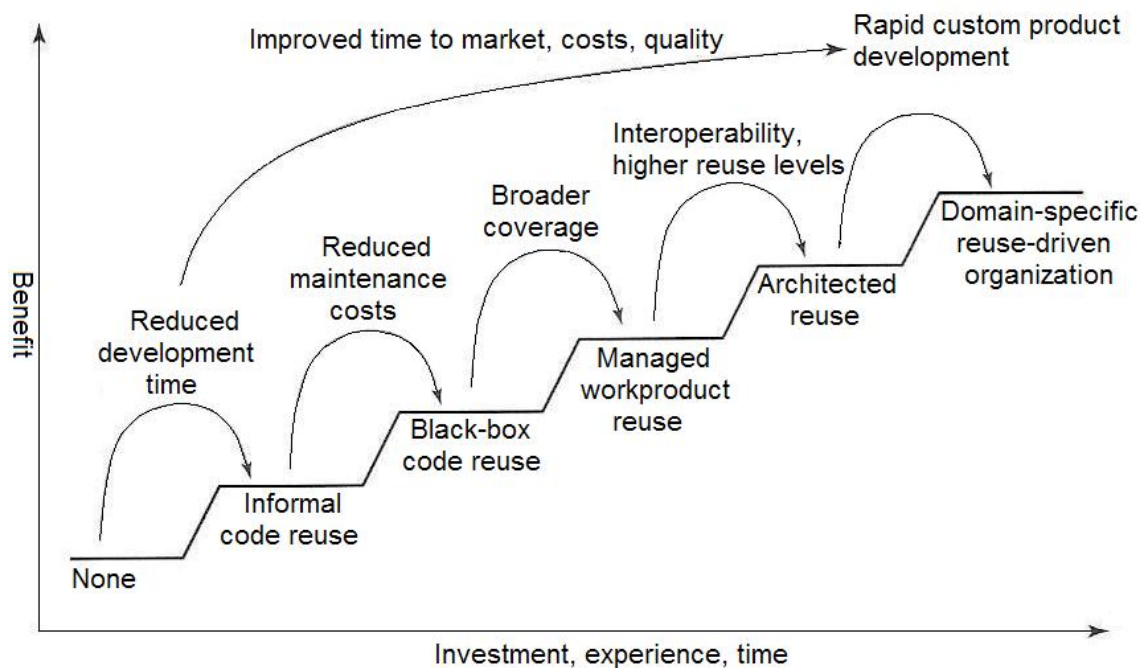 Improved time to market, costs, quality
Rapid custom product
development
Interoperability,
higher reuse levels
Broader
coverage
Reduced
maintenance
costs
Reduced
development
time
Benefit
Domain-specific
reuse-driven
organization
Architected
reuse
Managed
workproduct
reuse
Black-box
code reuse
Informal
code reuse
None
Investment, experience, time